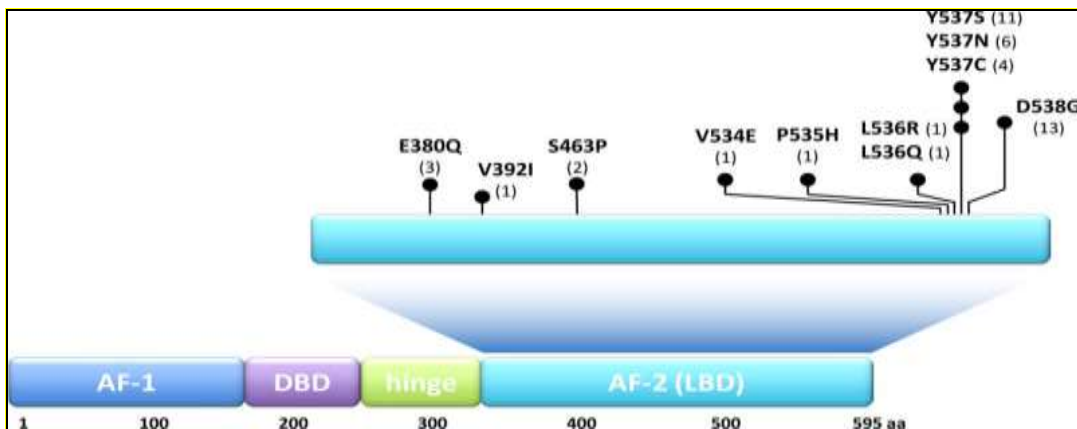 Y537S (11)
Y537N (6)
Y537C (4)
D538G
(13)
E380Q
(3)
V392I
(1)
S463P
(2)
V534E
(1)
P535H
(1)
L536R (1)
L536Q (1)
AF-1 DBD hinge AF-2 (LBD)
1 100 200 300 400 500 595 aa